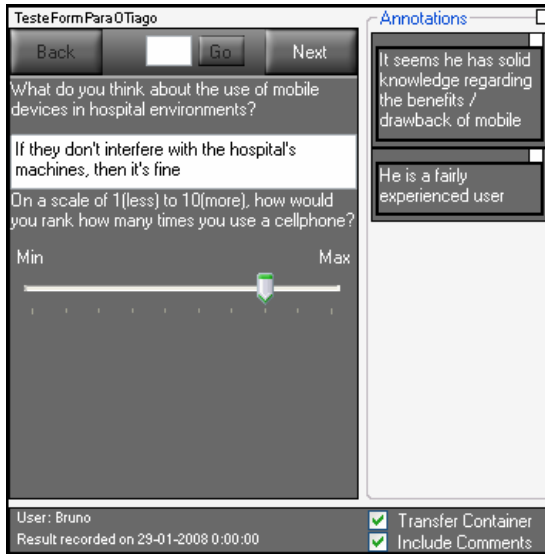 TesteFormParaOTiago
Back
Go
Next
What do you think about the use of mobile
devices in hospital environments?
If they don't interfere with the hospital's
machines, then it's fine
On a scale of 1(less) to 10(more), how would
you rank how many times you use a cellphone?
Min
Max
User: Bruno
Result recorded on 29-01-2008 0:00:00
Annotations
It seems he has solid
knowledge regarding
the benefits /
drawback of mobile
He is a fairly
experienced user
Transfer Container
Include Comments